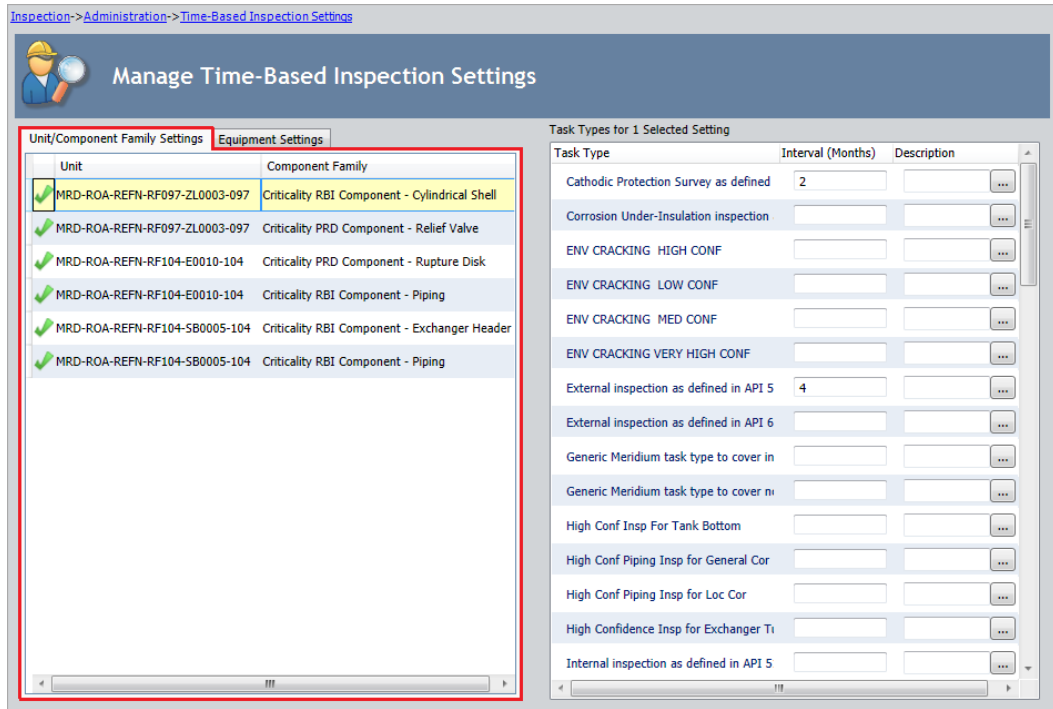 Inspection->Administration->Time-Based Inspection Settings
Manage Time-Based Inspection Settings
Unit/Component Family Settings Equipment Settings
Unit Component Family
MRD-ROA-REFN-RF097-ZL0003-097 Criticality RBI Component - Cylindrical Shell
MRD-ROA-REFN-RF097-ZL0003-097 Criticality PRD Component - Relief Valve
MRD-ROA-REFN-RF104-E0010-104 Criticality PRD Component - Rupture Disk
MRD-ROA-REFN-RF104-E0010-104 Criticality RBI Component - Piping
MRD-ROA-REFN-RF104-SB0005-104 Criticality RBI Component - Exchanger Header
MRD-ROA-REFN-RF104-SB0005-104 Criticality RBI Component - Piping
Task Types for 1 Selected Setting
Task Type Interval (Months) Description
Cathodic Protection Survey as defined 2 ...
Corrosion Under-Insulation inspection ...
ENV CRACKING  HIGH CONF ...
ENV CRACKING  LOW CONF ...
ENV CRACKING  MED CONF ...
ENV CRACKING VERY HIGH CONF ...
External inspection as defined in API 5 4 ...
External inspection as defined in API 6 ...
Generic Meridium task type to cover in ...
Generic Meridium task type to cover ...
High Conf Insp For Tank Bottom ...
High Conf Piping Insp for General Cor ...
High Conf Piping Insp for Loc Cor ...
High Confidence Insp for Exchanger ...
Internal inspection as defined in API 5 ...